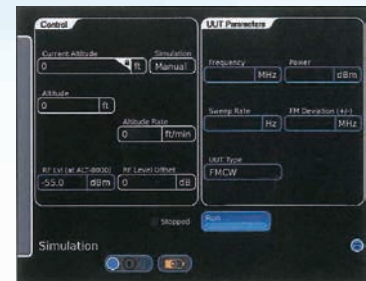 Control
Current Altitude
Simulation
0 ft
Manual
Altitude
0 ft
Altitude Rate
0 ft/min
RF Lvl (at ALT-8000)
RF Level Offset
-55.0 dBm
0 dB
Stopped
Simulation
UUT Parameters
Frequency
Power
MHz
dBm
Sweep Rate
FM Deviation (+/-)
Hz
MHz
UUT Type
FMCW
Run